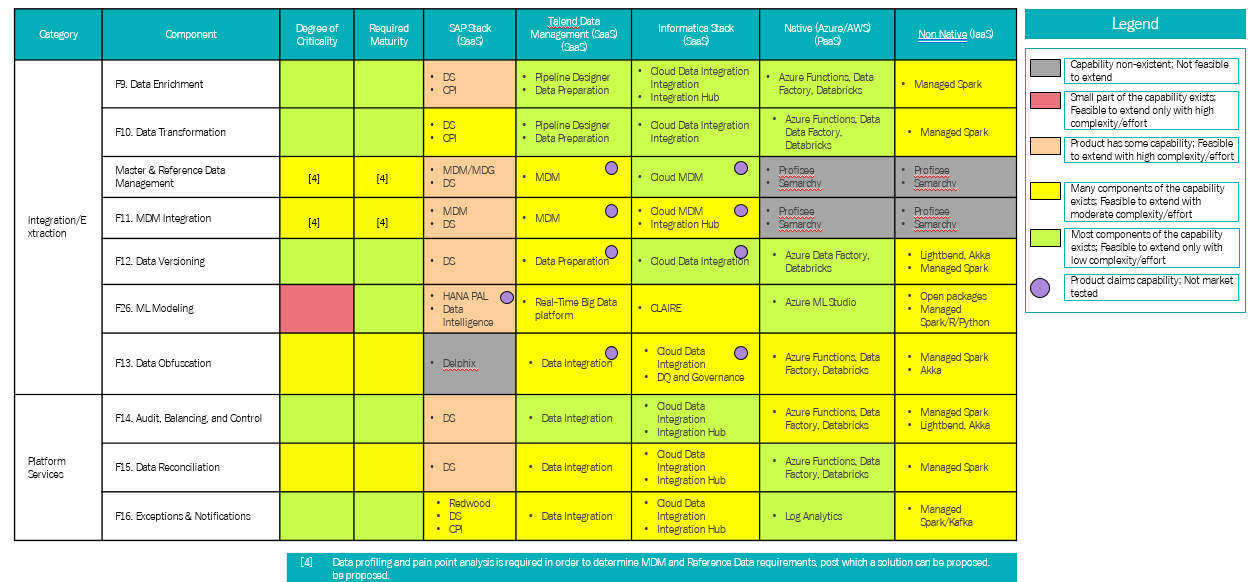 Category
Component
Degree of
Criticality
Required
Maturity
SAP Stack
(SaaS)
Talend Data
Management (SaaS)
(SaaS)
Informatica Stack
(SaaS)
Native (Azure/AWS)
(PaaS)
Non Native (IaaS)
Integration/E
xtraction
F9. Data Enrichment
• DS
• CPI
• Pipeline Designer
• Data Preparation
• Cloud Data Integration
Integration
• Integration Hub
• Azure Functions, Data
Factory, Databricks
• Managed Spark
F10. Data Transformation
• DS
• CPI
• Pipeline Designer
• Data Preparation
• Cloud Data Integration
Integration
• Azure Functions, Data
Data Factory,
Databricks
• Managed Spark
Master & Reference Data
Management
[4]
[4]
• MDM/MDG
• DS
• MDM
• Cloud MDM
• Profisee
• Semarchy
• Profisee
• Semarchy
F11. MDM Integration
[4]
[4]
• MDM
• DS
• MDM
• Cloud MDM
• Integration Hub
• Profisee
• Semarchy
• Profisee
• Semarchy
F12. Data Versioning
• DS
• Data Preparation
• Cloud Data Integration
• Azure Data Factory,
Databricks
• Lightbend, Akka
• Managed Spark
F26. ML Modeling
• HANA PAL
• Data
Intelligence
• Real-Time Big Data
platform
• CLAIRE
• Azure ML Studio
• Open packages
• Managed
Spark/R/Python
F13. Data Obfuscation
• Delphix
• Data Integration
• Cloud Data
Integration
• DQ and Governance
• Azure Functions, Data
Factory, Databricks
• Managed Spark
• Akka
Platform
Services
F14. Audit, Balancing, and Control
• DS
• Data Integration
• Cloud Data
Integration
• Integration Hub
• Azure Functions, Data
Factory, Databricks
• Managed Spark
• Lightbend, Akka
F15. Data Reconciliation
• DS
• Data Integration
• Cloud Data
Integration
• Integration Hub
• Azure Functions, Data
Factory, Databricks
• Managed Spark
F16. Exceptions & Notifications
• Redwood
• DS
• CPI
• Data Integration
• Cloud Data
Integration
• Integration Hub
• Log Analytics
• Managed
Spark/Kafka
[4] Data profiling and pain point analysis is required in order to determine MDM and Reference Data requirements, post which a solution can be proposed.
be proposed.
Legend
Capability non-existent; Not feasible
to extend
Small part of the capability exists;
Feasible to extend only with high
complexity/effort
Product has some capability; Feasible
to extend with high complexity/effort
Many components of the capability
exists; Feasible to extend with
moderate complexity/effort
Most components of the capability
exists; Feasible to extend only with
low complexity/effort
Product claims capability; Not market
tested